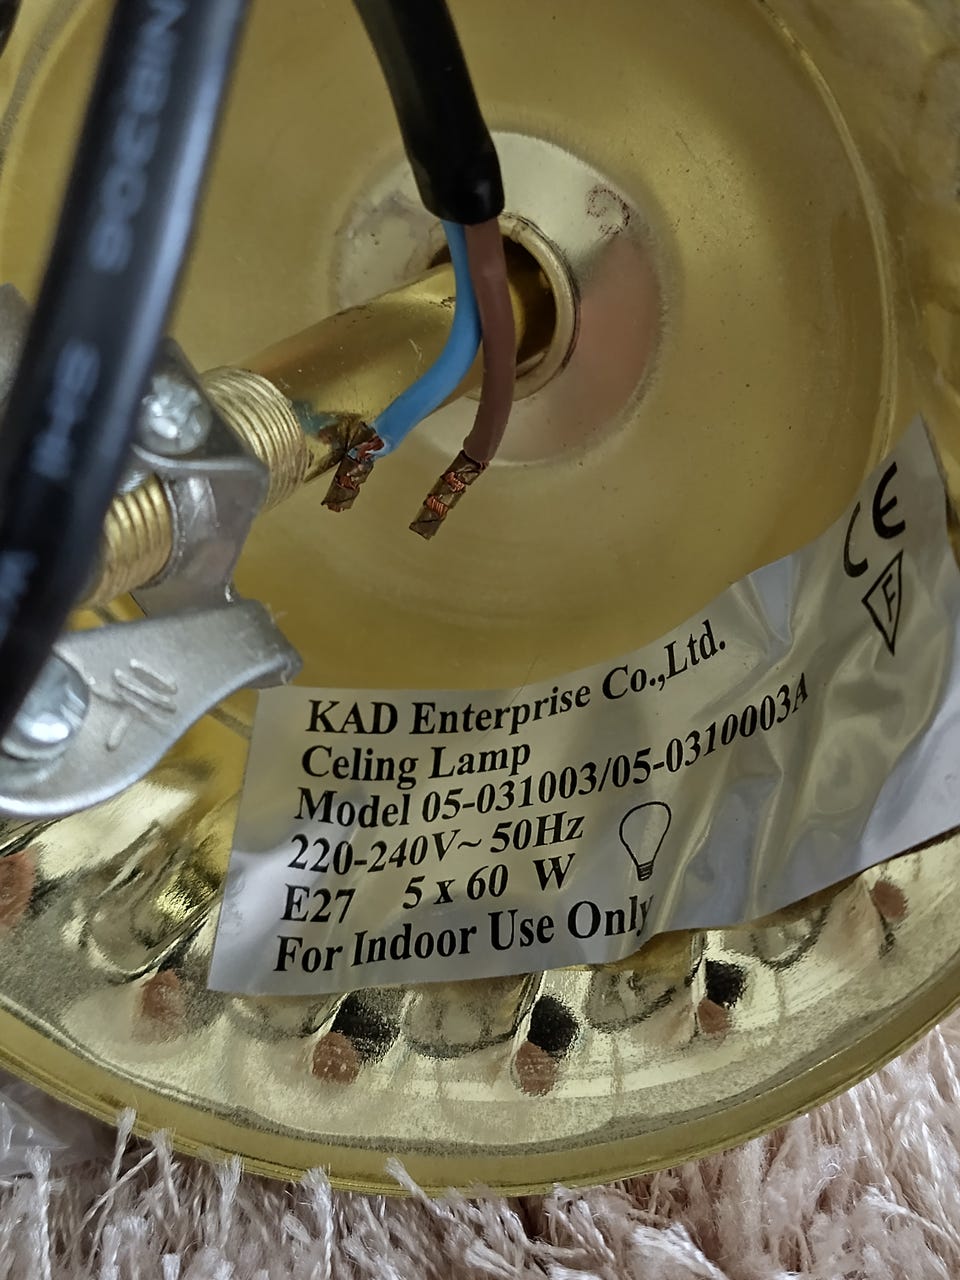 CE
F
KAD Enterprise Co.,Ltd.
Celing Lamp
Model 05-031003/05-0310003A
220-240V~ 50Hz
E27 5 x 60 W
For Indoor Use Only